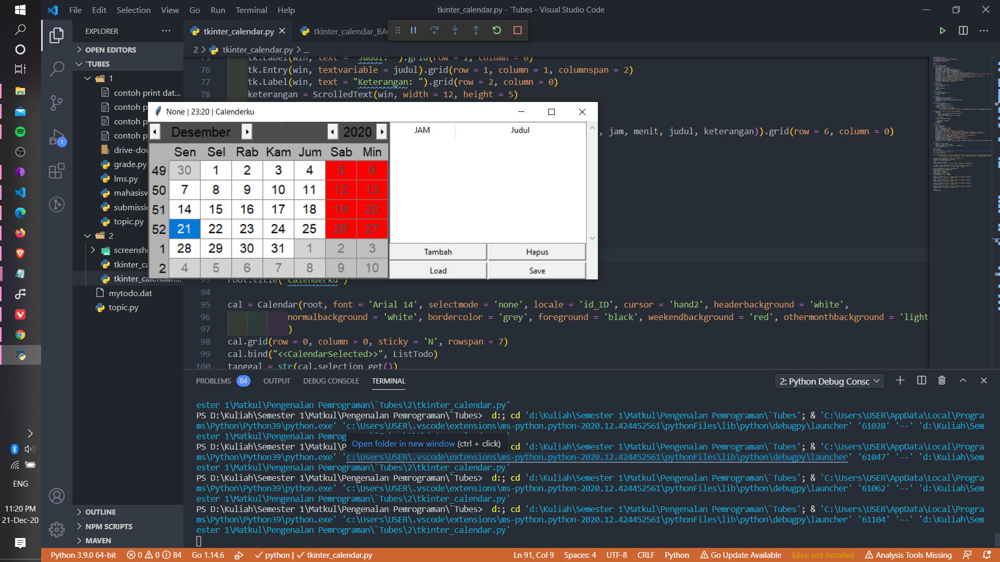 File Edit Selection View Go Run Terminal Help
tkinter_calendar.py - `Tubes - Visual Studio Code
EXPLORER
tkinter_calendar.py
tkinter_calendar_BAC
OPEN EDITORS
2 > tkinter_calendar.py > ...
`TUBES
1
contoh print dat...
contoh p
contoh p
contoh p
drive-dow
grade.py
lms.py
mahasisw
submissio
topic.py
2
screensho
tkinter_ca
tkinter_calendar....
mytodo.dat
topic.py
OUTLINE
NPM SCRIPTS
MAVEN
75 tk.Label(win, text = "Judul: ").grid(row = 1, column = 0)
76 tk.Entry(win, textvariable = judul).grid(row = 1, column = 1, columnspan = 2)
77 tk.Label(win, text = "Keterangan: ").grid(row = 2, column = 0)
78 keterangan = ScrolledText(win, width = 12, height = 5)
, jam, menit, judul, keterangan)).grid(row = 6, column = 0)
None | 23:20 | Calenderku
Desember 2020
Sen Sel Rab Kam Jum Sab Min
49 30 1 2 3 4 5 6
50 7 8 9 10 11 12 13
51 14 15 16 17 18 19 20
52 21 22 23 24 25 26 27
1 28 29 30 31 1 2 3
2 4 5 6 7 8 9 10
JAM Judul
Tambah Hapus
Load Save
93 root.title("Calenderku")
94
95 cal = Calendar(root, font = 'Arial 14', selectmode = 'none', locale = 'id_ID', cursor = 'hand2', headerbackground = 'white',
96 normalbackground = 'white', bordercolor = 'grey', foreground = 'black', weekendbackground = 'red', othermonthbackground = 'light
97 )
98 cal.grid(row = 0, column = 0, sticky = 'N', rowspan = 7)
99 cal.bind("<<CalendarSelected>>", ListTodo)
100 tanggal = str(cal.selection_get())
PROBLEMS 84 OUTPUT DEBUG CONSOLE TERMINAL
2: Python Debug Consc
ester 1\Matkul\Pengenalan Pemrograman\`Tubes\2\tkinter_calendar.py'
PS D:\Kuliah\Semester 1\Matkul\Pengenalan Pemrograman\`Tubes> d:; cd 'd:\Kuliah\Semester 1\Matkul\Pengenalan Pemrograman\`Tubes'; & 'C:\Users\USER\AppData\Local\Progra
ms\Python\Python39\python.exe' 'c:\Users\USER\.vscode\extensions\ms-python.python-2020.12.424452561\pythonFiles\lib\python\debugpy\launcher' '61028' '--' 'd:\Kuliah\Sem
ester 1\Matkul\Pengenalan Pemrog
PS D:\Kuliah\Semester 1\Matkul\P cd 'd:\Kuliah\Semester 1\Matkul\Pengenalan Pemrograman\`Tubes'; & 'C:\Users\USER\AppData\Local\Progra
Open folder in new window (ctrl + click)
ms\Python\Python39\python.exe' 'c:\Users\USER\.vscode\extensions\ms-python.python-2020.12.424452561\pythonFiles\lib\python\debugpy\launcher' '61047' '--' 'd:\Kuliah\Sem
ester 1\Matkul\Pengenalan Pemrograman\`Tubes\2\tkinter_calendar.py'
PS D:\Kuliah\Semester 1\Matkul\Pengenalan Pemrograman\`Tubes> d:; cd 'd:\Kuliah\Semester 1\Matkul\Pengenalan Pemrograman\`Tubes'; & 'C:\Users\USER\AppData\Local\Progra
ms\Python\Python39\python.exe' 'c:\Users\USER\.vscode\extensions\ms-python.python-2020.12.424452561\pythonFiles\lib\python\debugpy\launcher' '61062' '--' 'd:\Kuliah\Sem
ester 1\Matkul\Pengenalan Pemrograman\`Tubes\2\tkinter_calendar.py'
PS D:\Kuliah\Semester 1\Matkul\Pengenalan Pemrograman\`Tubes> d:; cd 'd:\Kuliah\Semester 1\Matkul\Pengenalan Pemrograman\`Tubes'; & 'C:\Users\USER\AppData\Local\Progra
ms\Python\Python39\python.exe' 'c:\Users\USER\.vscode\extensions\ms-python.python-2020.12.424452561\pythonFiles\lib\python\debugpy\launcher' '61104' '--' 'd:\Kuliah\Sem
ester 1\Matkul\Pengenalan Pemrograman\`Tubes\2\tkinter_calendar.py'
1
ENG
11:20 PM
21-Dec-20
Python 3.9.0 64-bit 0 0 84 Go 1.14.6 python | tkinter_calendar.py
Ln 91, Col 9 Spaces: 4 UTF-8 CRLF Python Go Update Available kite: not installed Analysis Tools Missing